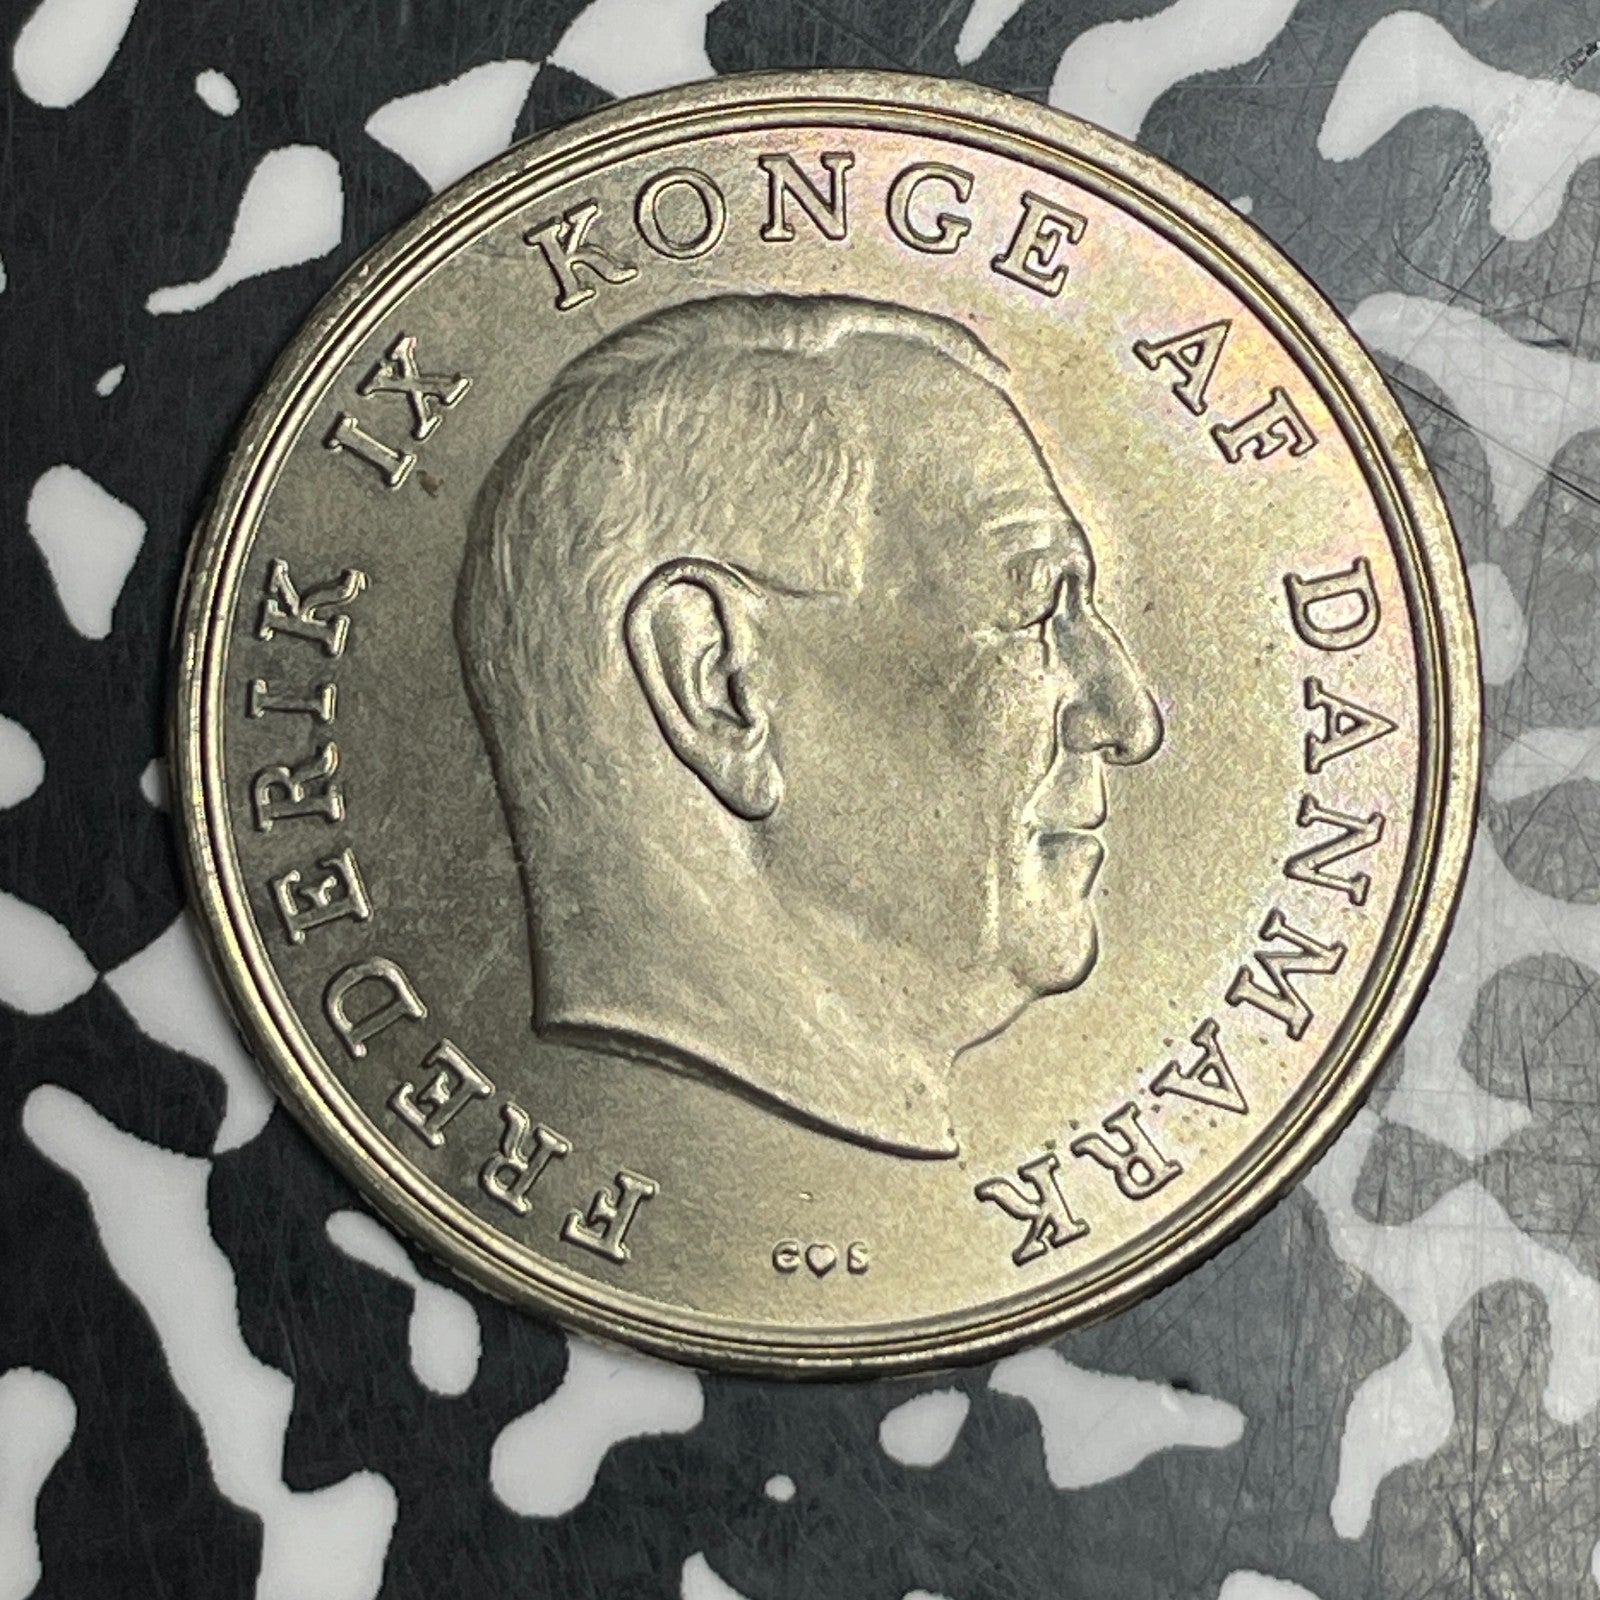 FREDERIK IX KONGE AF DANMARK
C♥S